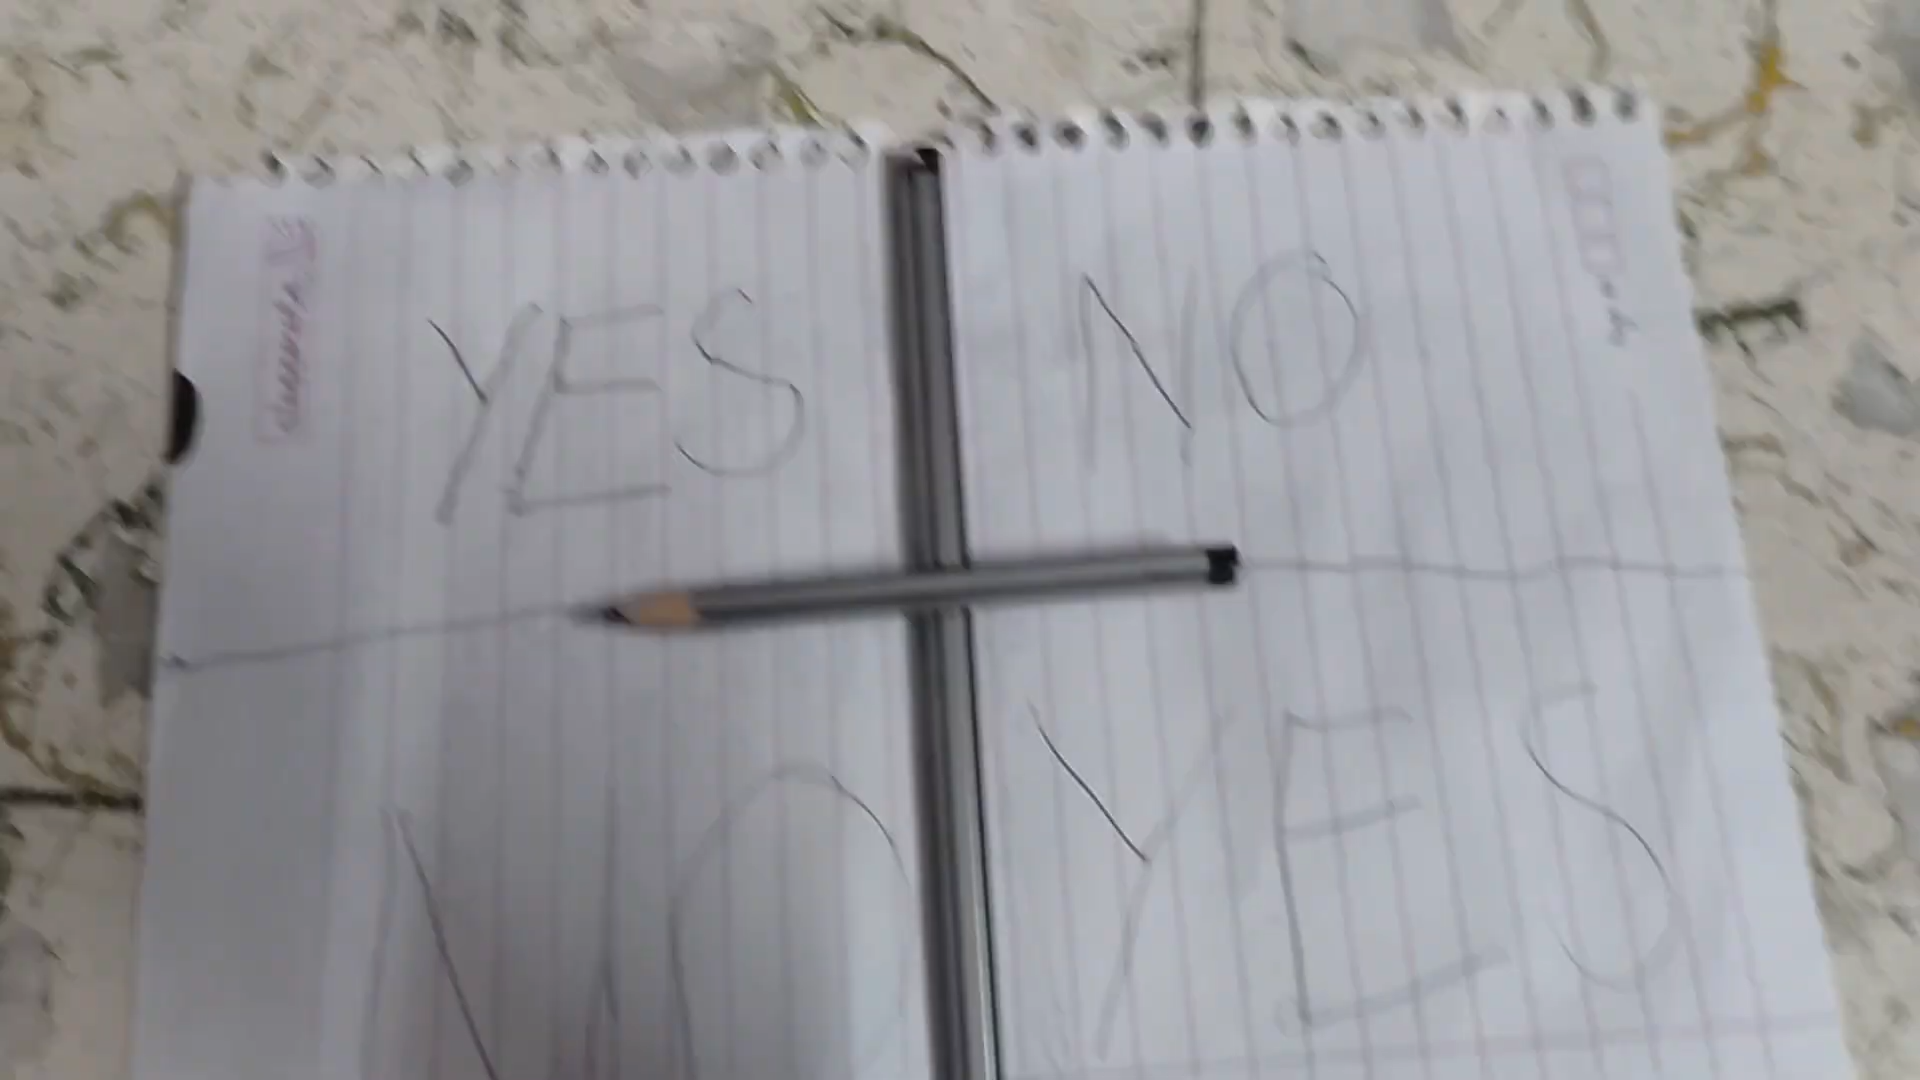 YES NO
NO YES